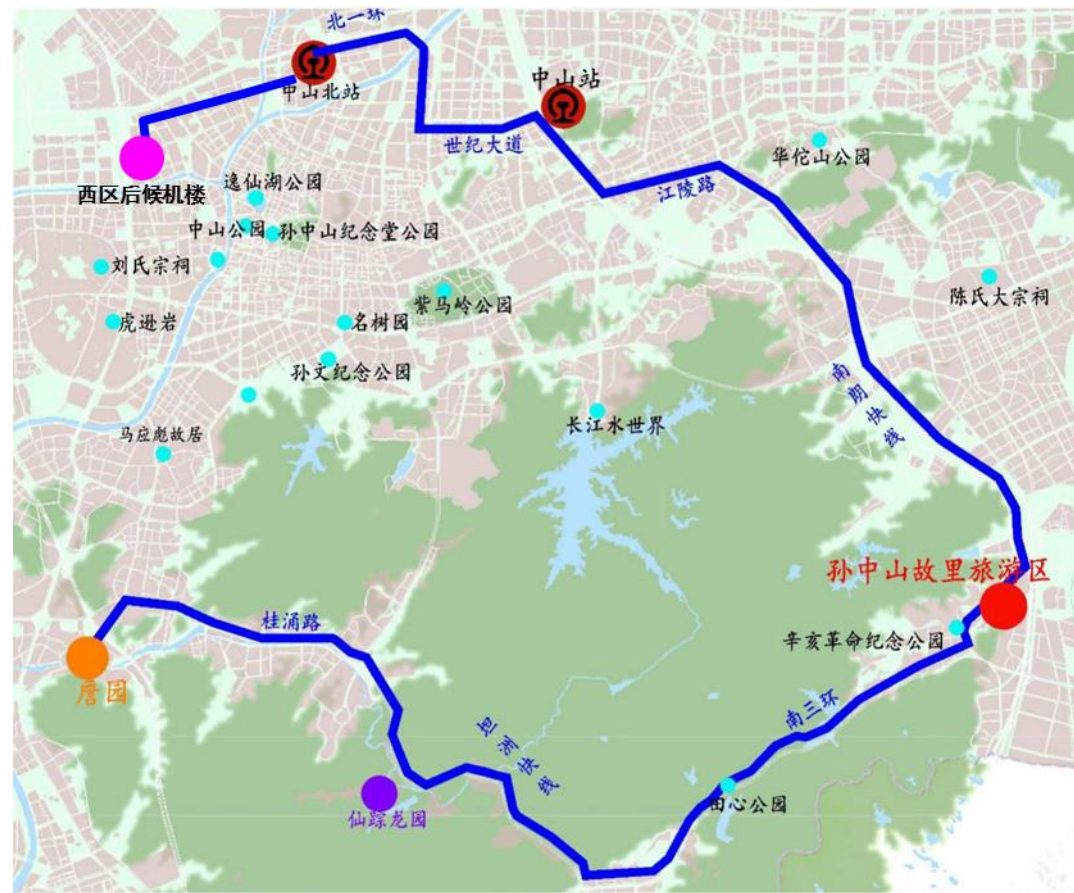 北一环
中山北站
中山站
世纪大道
华佗山公园
西区后候机楼
逸仙湖公园
江陵路
中山公园
孙中山纪念堂公园
刘氏宗祠
紫马岭公园
陈氏大宗祠
虎逊岩
名树园
孙文纪念公园
南朗快线
长江水世界
马应彪故居
孙中山故里旅游区
桂涌路
辛亥革命纪念公园
詹园
南三环
坦洲快线
田心公园
仙踪龙园